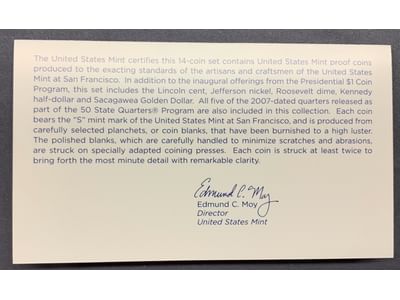 The United States Mint certifies this 14-coin set contains United States Mint proof coins
produced to the exacting standards of the artisans and craftsmen of the United States
Mint at San Francisco. In addition to the inaugural offerings from the Presidential $1 Coin
Program, this set includes the Lincoln cent, Jefferson nickel, Roosevelt dime, Kennedy
half-dollar and Sacagawea Golden Dollar. All five of the 2007-dated quarters released as
part of the 50 State Quarters® Program are also included in this collection. Each coin
bears the "S" mint mark of the United States Mint at San Francisco, and is produced from
carefully selected planchets, or coin blanks, that have been burnished to a high luster.
The polished blanks, which are carefully handled to minimize scratches and abrasions,
are struck on specially adapted coining presses. Each coin is struck at least twice to
bring forth the most minute detail with remarkable clarity.
Edmund C. Moy
Edmund C. Moy
Director
United States Mint